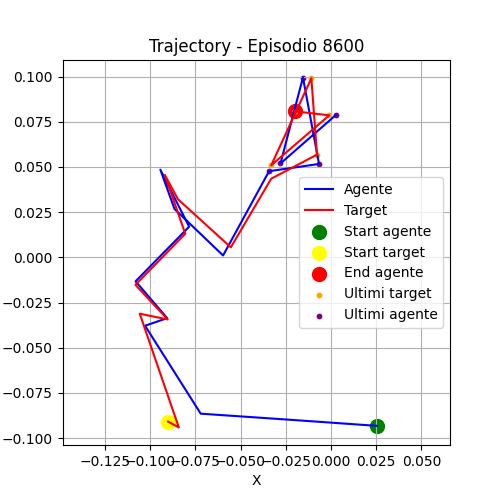 Trajectory - Episodio 8600
0.100
0.075
0.050
0.025
0.000
−0.025
−0.050
−0.075
−0.100
Agente
Target
Start agente
Start target
End agente
Ultimi target
Ultimi agente
−0.125 −0.100 −0.075 −0.050 −0.025 0.000 0.025 0.050
X